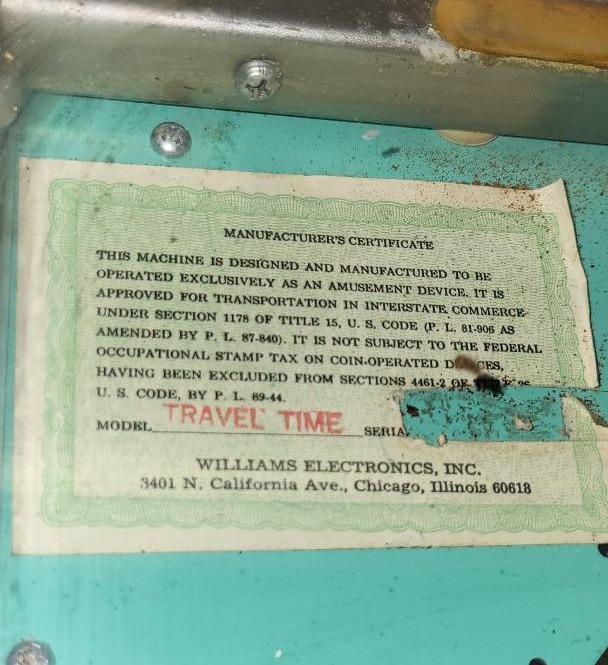 MANUFACTURER'S CERTIFICATE
THIS MACHINE IS DESIGNED AND MANUFACTURED TO BE
OPERATED EXCLUSIVELY AS AN AMUSEMENT DEVICE. IT IS
APPROVED FOR TRANSPORTATION IN INTERSTATE COMMERCE
UNDER SECTION 1178 OF TITLE 15, U. S. CODE (P. L. 81-906 AS
AMENDED BY P. L. 87-840). IT IS NOT SUBJECT TO THE FEDERAL
OCCUPATIONAL STAMP TAX ON COIN-OPERATED
HAVING BEEN EXCLUDED FROM SECTIONS 4461-2 OF
U. S. CODE, BY P. L. 89-44.
MODEL TRAVEL TIME SERIA
WILLIAMS ELECTRONICS, INC.
3401 N. California Ave., Chicago, Illinois 60618